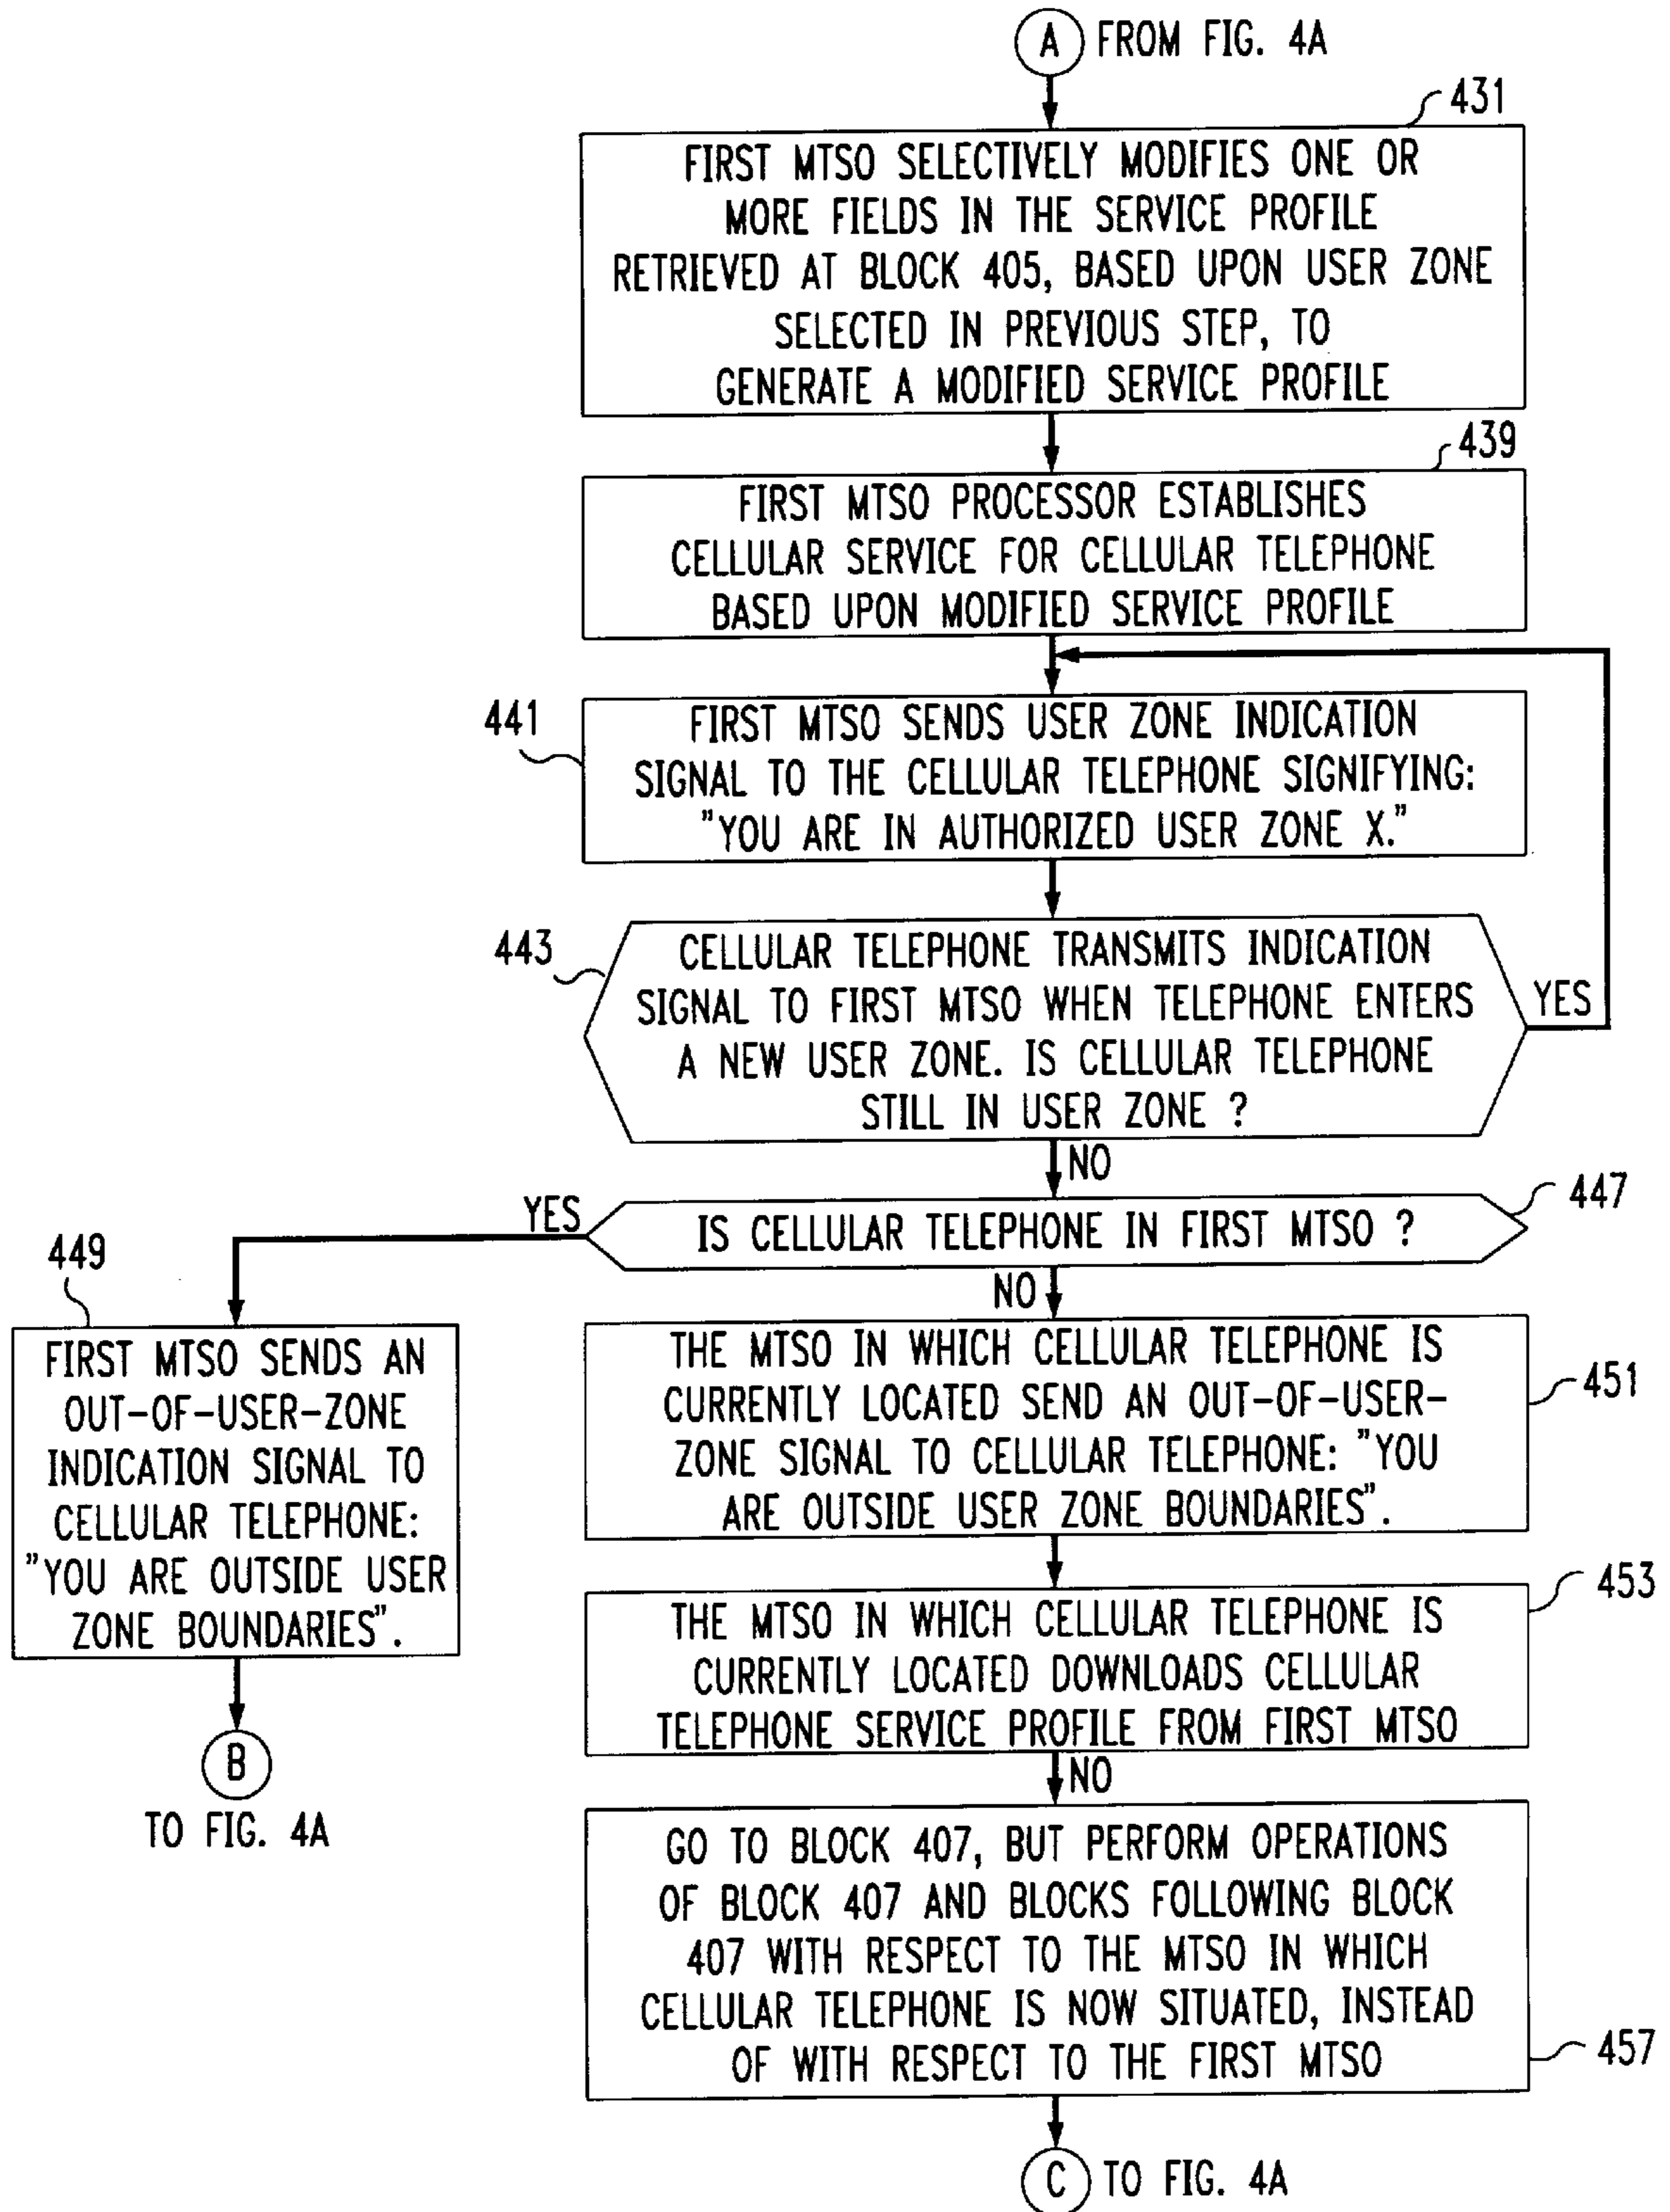 A FROM FIG. 4A
431
FIRST MTSO SELECTIVELY MODIFIES ONE OR
MORE FIELDS IN THE SERVICE PROFILE
RETRIEVED AT BLOCK 405, BASED UPON USER ZONE
SELECTED IN PREVIOUS STEP, TO
GENERATE A MODIFIED SERVICE PROFILE
439
FIRST MTSO PROCESSOR ESTABLISHES
CELLULAR SERVICE FOR CELLULAR TELEPHONE
BASED UPON MODIFIED SERVICE PROFILE
441
FIRST MTSO SENDS USER ZONE INDICATION
SIGNAL TO THE CELLULAR TELEPHONE SIGNIFYING:
"YOU ARE IN AUTHORIZED USER ZONE X."
443
CELLULAR TELEPHONE TRANSMITS INDICATION
SIGNAL TO FIRST MTSO WHEN TELEPHONE ENTERS
A NEW USER ZONE. IS CELLULAR TELEPHONE
STILL IN USER ZONE ?
YES
NO
447
IS CELLULAR TELEPHONE IN FIRST MTSO ?
YES
NO
449
FIRST MTSO SENDS AN
OUT-OF-USER-ZONE
INDICATION SIGNAL TO
CELLULAR TELEPHONE:
"YOU ARE OUTSIDE USER
ZONE BOUNDARIES".
B
TO FIG. 4A
451
THE MTSO IN WHICH CELLULAR TELEPHONE IS
CURRENTLY LOCATED SEND AN OUT-OF-USER-
ZONE SIGNAL TO CELLULAR TELEPHONE: "YOU
ARE OUTSIDE USER ZONE BOUNDARIES".
453
THE MTSO IN WHICH CELLULAR TELEPHONE IS
CURRENTLY LOCATED DOWNLOADS CELLULAR
TELEPHONE SERVICE PROFILE FROM FIRST MTSO
NO
GO TO BLOCK 407, BUT PERFORM OPERATIONS
OF BLOCK 407 AND BLOCKS FOLLOWING BLOCK
407 WITH RESPECT TO THE MTSO IN WHICH
CELLULAR TELEPHONE IS NOW SITUATED, INSTEAD
OF WITH RESPECT TO THE FIRST MTSO
457
C TO FIG. 4A